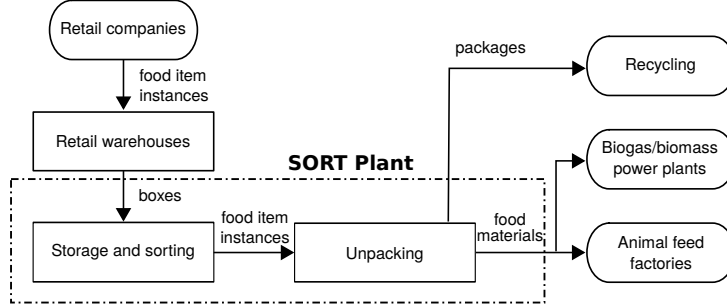 Retail companies
food item
instances
Retail warehouses
boxes
SORT Plant
Storage and sorting
food item
instances
Unpacking
packages
food
materials
Recycling
Biogas/biomass
power plants
Animal feed
factories